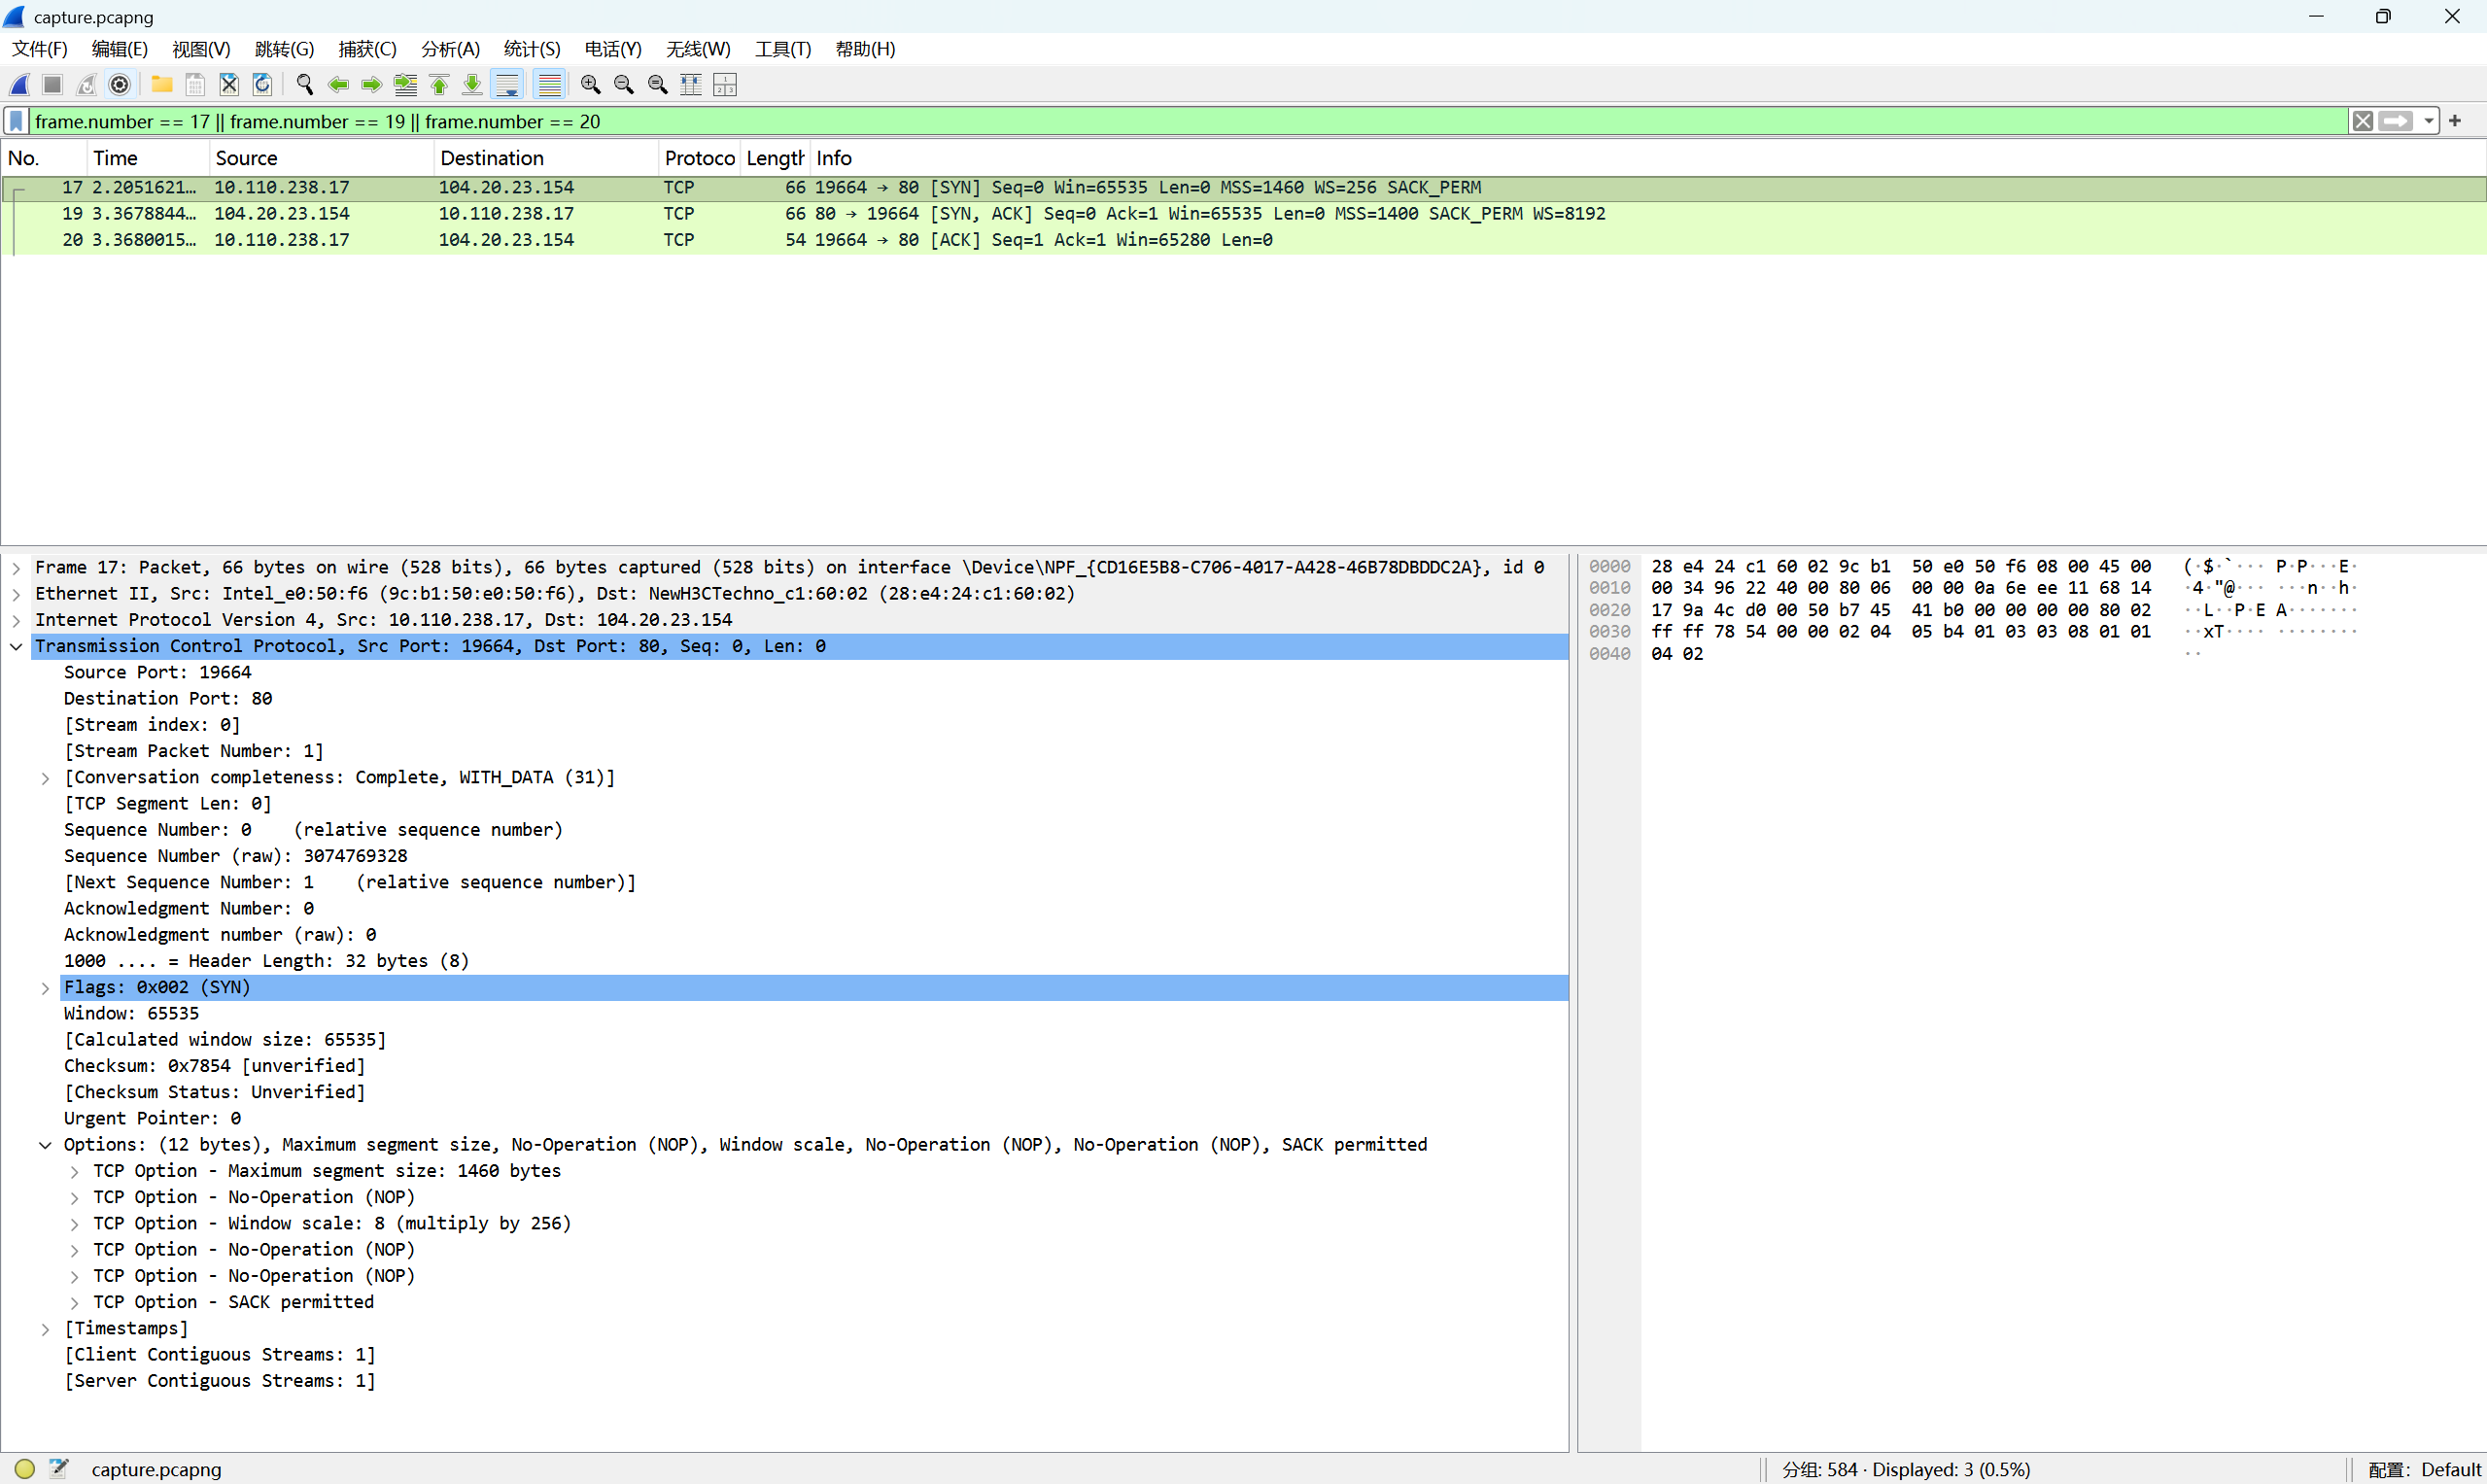 capture.pcapng
文件(F) 编辑(E) 视图(V) 跳转(G) 捕获(C) 分析(A) 统计(S) 电话(Y) 无线(W) 工具(T) 帮助(H)
frame.number == 17 || frame.number == 19 || frame.number == 20
No. Time Source Destination Protoco Length Info
17 2.2051621… 10.110.238.17 104.20.23.154 TCP 66 19664 → 80 [SYN] Seq=0 Win=65535 Len=0 MSS=1460 WS=256 SACK_PERM
19 3.3678844… 104.20.23.154 10.110.238.17 TCP 66 80 → 19664 [SYN, ACK] Seq=0 Ack=1 Win=65535 Len=0 MSS=1400 SACK_PERM WS=8192
20 3.3680015… 10.110.238.17 104.20.23.154 TCP 54 19664 → 80 [ACK] Seq=1 Ack=1 Win=65280 Len=0
Frame 17: Packet, 66 bytes on wire (528 bits), 66 bytes captured (528 bits) on interface \Device\NPF_{CD16E5B8-C706-4017-A428-46B78DBDDC2A}, id 0
Ethernet II, Src: Intel_e0:50:f6 (9c:b1:50:e0:50:f6), Dst: NewH3CTechno_c1:60:02 (28:e4:24:c1:60:02)
Internet Protocol Version 4, Src: 10.110.238.17, Dst: 104.20.23.154
Transmission Control Protocol, Src Port: 19664, Dst Port: 80, Seq: 0, Len: 0
Source Port: 19664
Destination Port: 80
[Stream index: 0]
[Stream Packet Number: 1]
[Conversation completeness: Complete, WITH_DATA (31)]
[TCP Segment Len: 0]
Sequence Number: 0 (relative sequence number)
Sequence Number (raw): 3074769328
[Next Sequence Number: 1 (relative sequence number)]
Acknowledgment Number: 0
Acknowledgment number (raw): 0
1000 .... = Header Length: 32 bytes (8)
Flags: 0x002 (SYN)
Window: 65535
[Calculated window size: 65535]
Checksum: 0x7854 [unverified]
[Checksum Status: Unverified]
Urgent Pointer: 0
Options: (12 bytes), Maximum segment size, No-Operation (NOP), Window scale, No-Operation (NOP), No-Operation (NOP), SACK permitted
TCP Option - Maximum segment size: 1460 bytes
TCP Option - No-Operation (NOP)
TCP Option - Window scale: 8 (multiply by 256)
TCP Option - No-Operation (NOP)
TCP Option - No-Operation (NOP)
TCP Option - SACK permitted
[Timestamps]
[Client Contiguous Streams: 1]
[Server Contiguous Streams: 1]
0000 28 e4 24 c1 60 02 9c b1 50 e0 50 f6 08 00 45 00 (·$·`··· P·P···E·
0010 00 34 96 22 40 00 80 06 00 00 0a 6e ee 11 68 14 ·4·"@··· ···n··h·
0020 17 9a 4c d0 00 50 b7 45 41 b0 00 00 00 00 80 02 ··L··P·E A·······
0030 ff ff 78 54 00 00 02 04 05 b4 01 03 03 08 01 01 ··xT···· ········
0040 04 02 ··
capture.pcapng 分组: 584 · Displayed: 3 (0.5%) 配置: Default